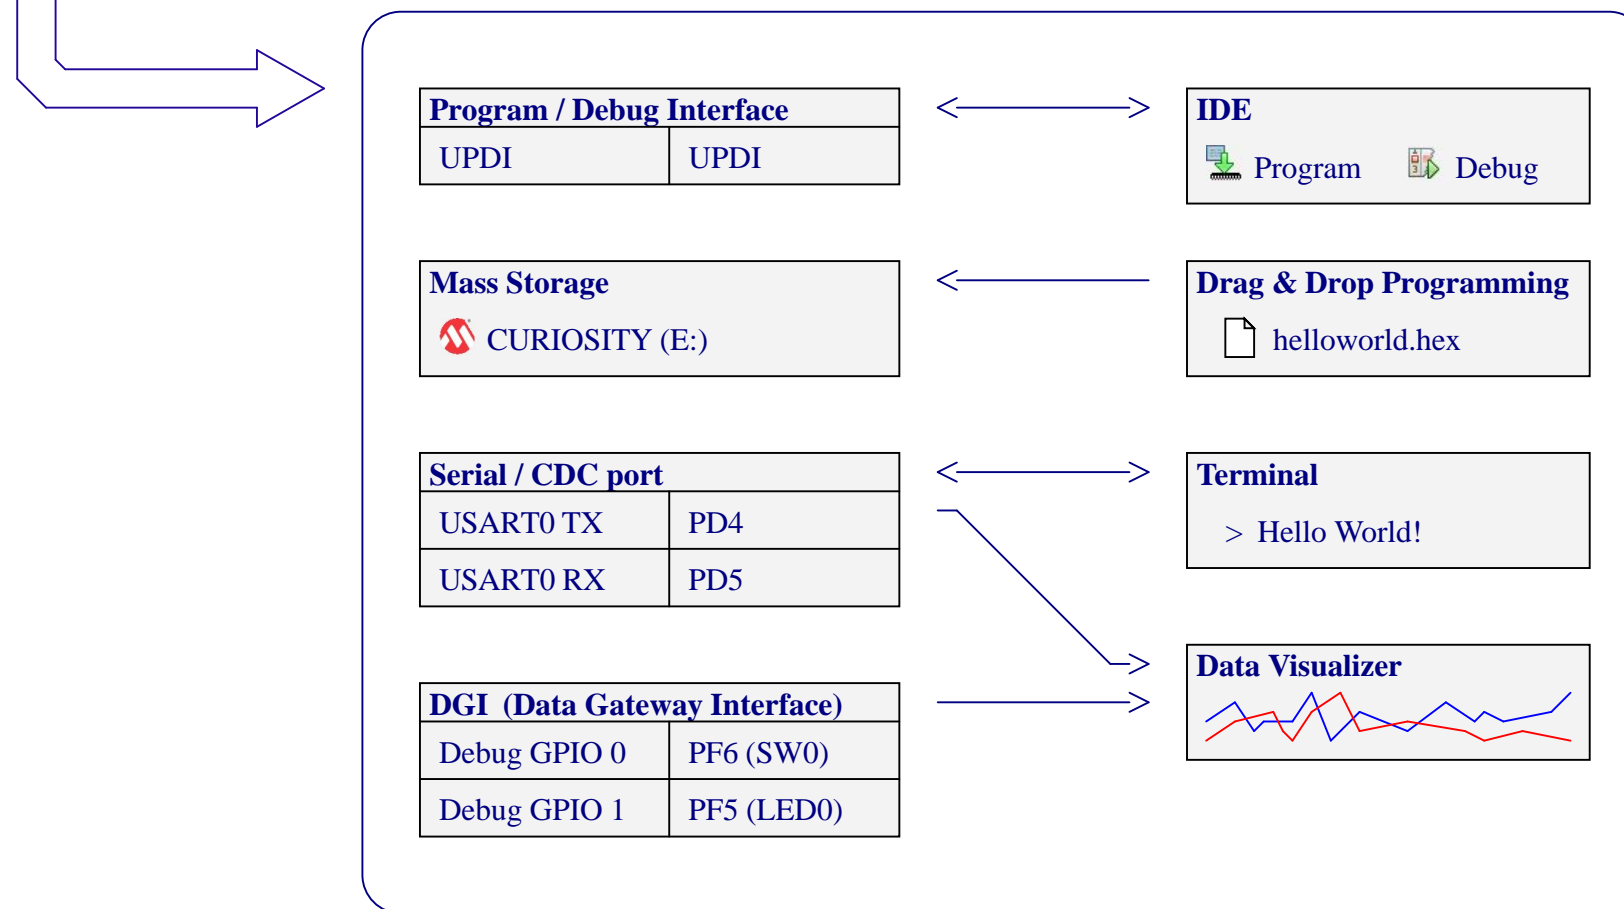 Program / Debug Interface
UPDI UPDI
IDE
Program Debug
Mass Storage
CURIOSITY (E:)
Drag & Drop Programming
helloworld.hex
Serial / CDC port
USART0 TX PD4
USART0 RX PD5
Terminal
> Hello World!
DGI (Data Gateway Interface)
Debug GPIO 0 PF6 (SW0)
Debug GPIO 1 PF5 (LED0)
Data Visualizer